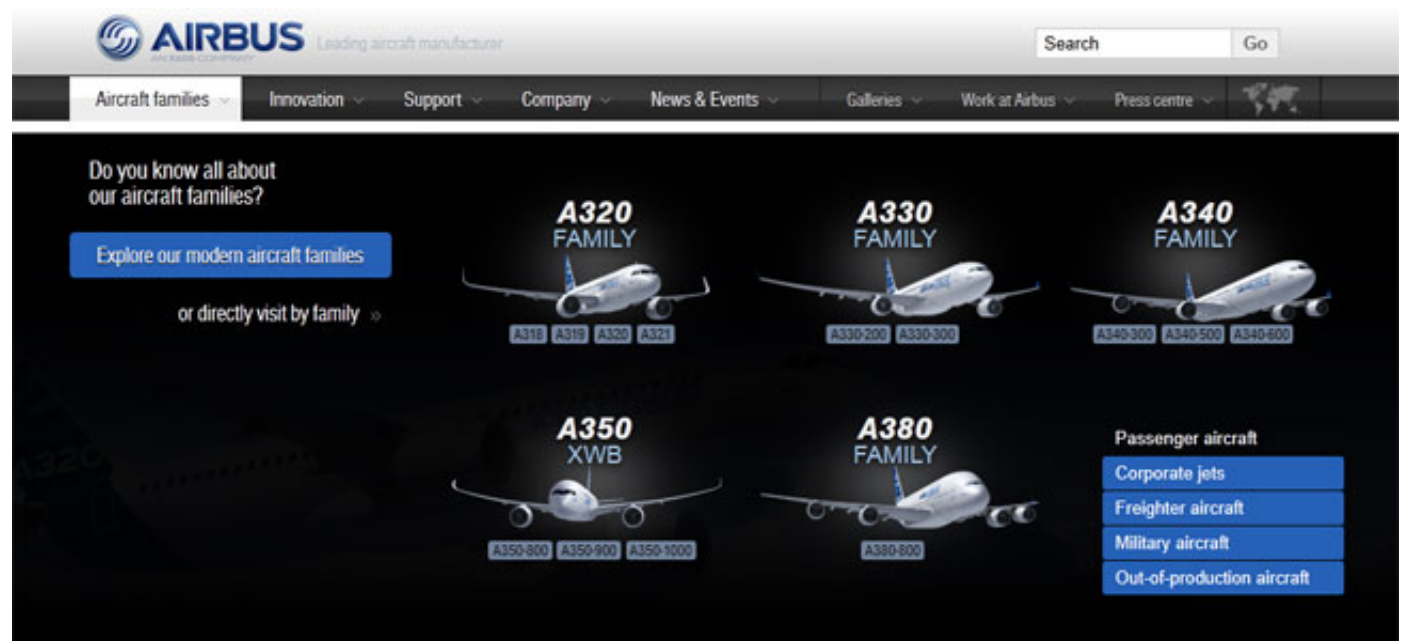 AIRBUS
AN EADS COMPANY
Leading aircraft manufacturer
Search
Go
Aircraft families
Innovation
Support
Company
News & Events
Galleries
Work at Airbus
Press centre
Do you know all about
our aircraft families?
Explore our modern aircraft families
or directly visit by family »
A320
FAMILY
A318 A319 A320 A321
A330
FAMILY
A330-200 A330-300
A340
FAMILY
A340-300 A340-500 A340-600
A350
XWB
A350-800 A350-900 A350-1000
A380
FAMILY
A380-800
Passenger aircraft
Corporate jets
Freighter aircraft
Military aircraft
Out-of-production aircraft
A320